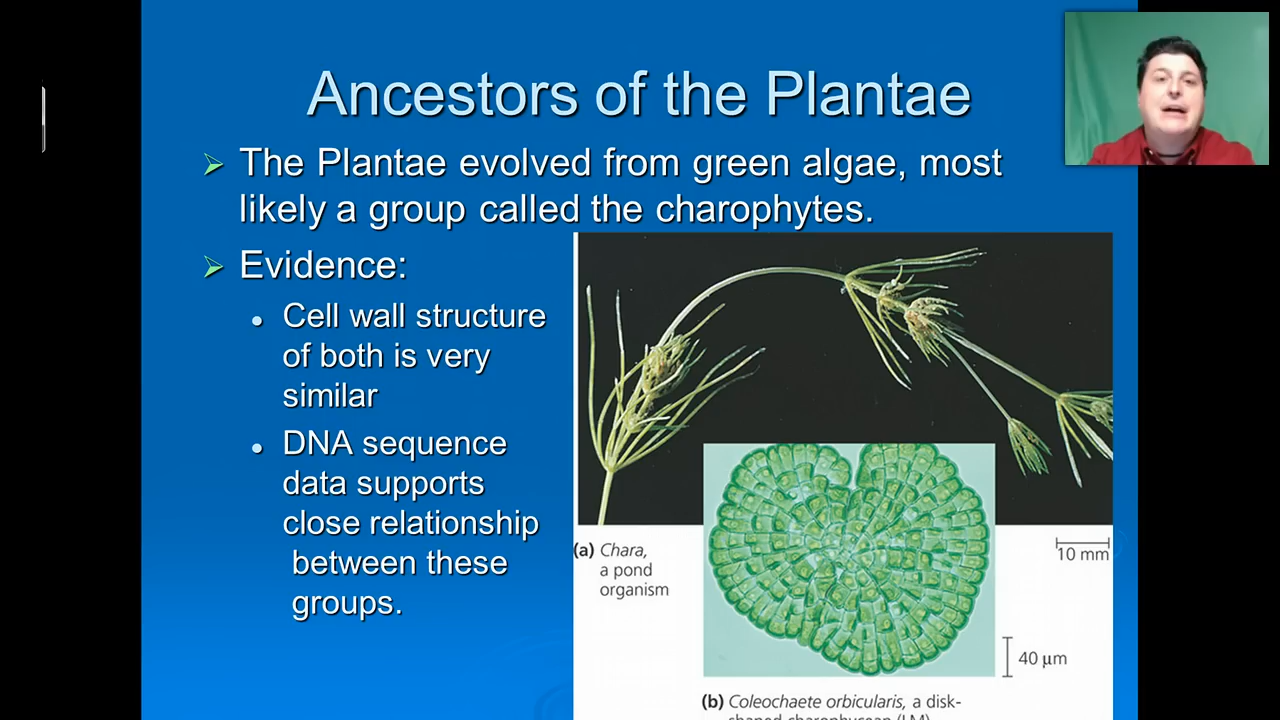 Ancestors of the Plantae
The Plantae evolved from green algae, most
likely a group called the charophytes.
Evidence:
Cell wall structure
of both is very
similar
DNA sequence
data supports
close relationship
between these
groups.
(a) Chara,
a pond
organism
10 mm
40 µm
(b) Coleochaete orbicularis, a disk-
shaped charophycean (LM)